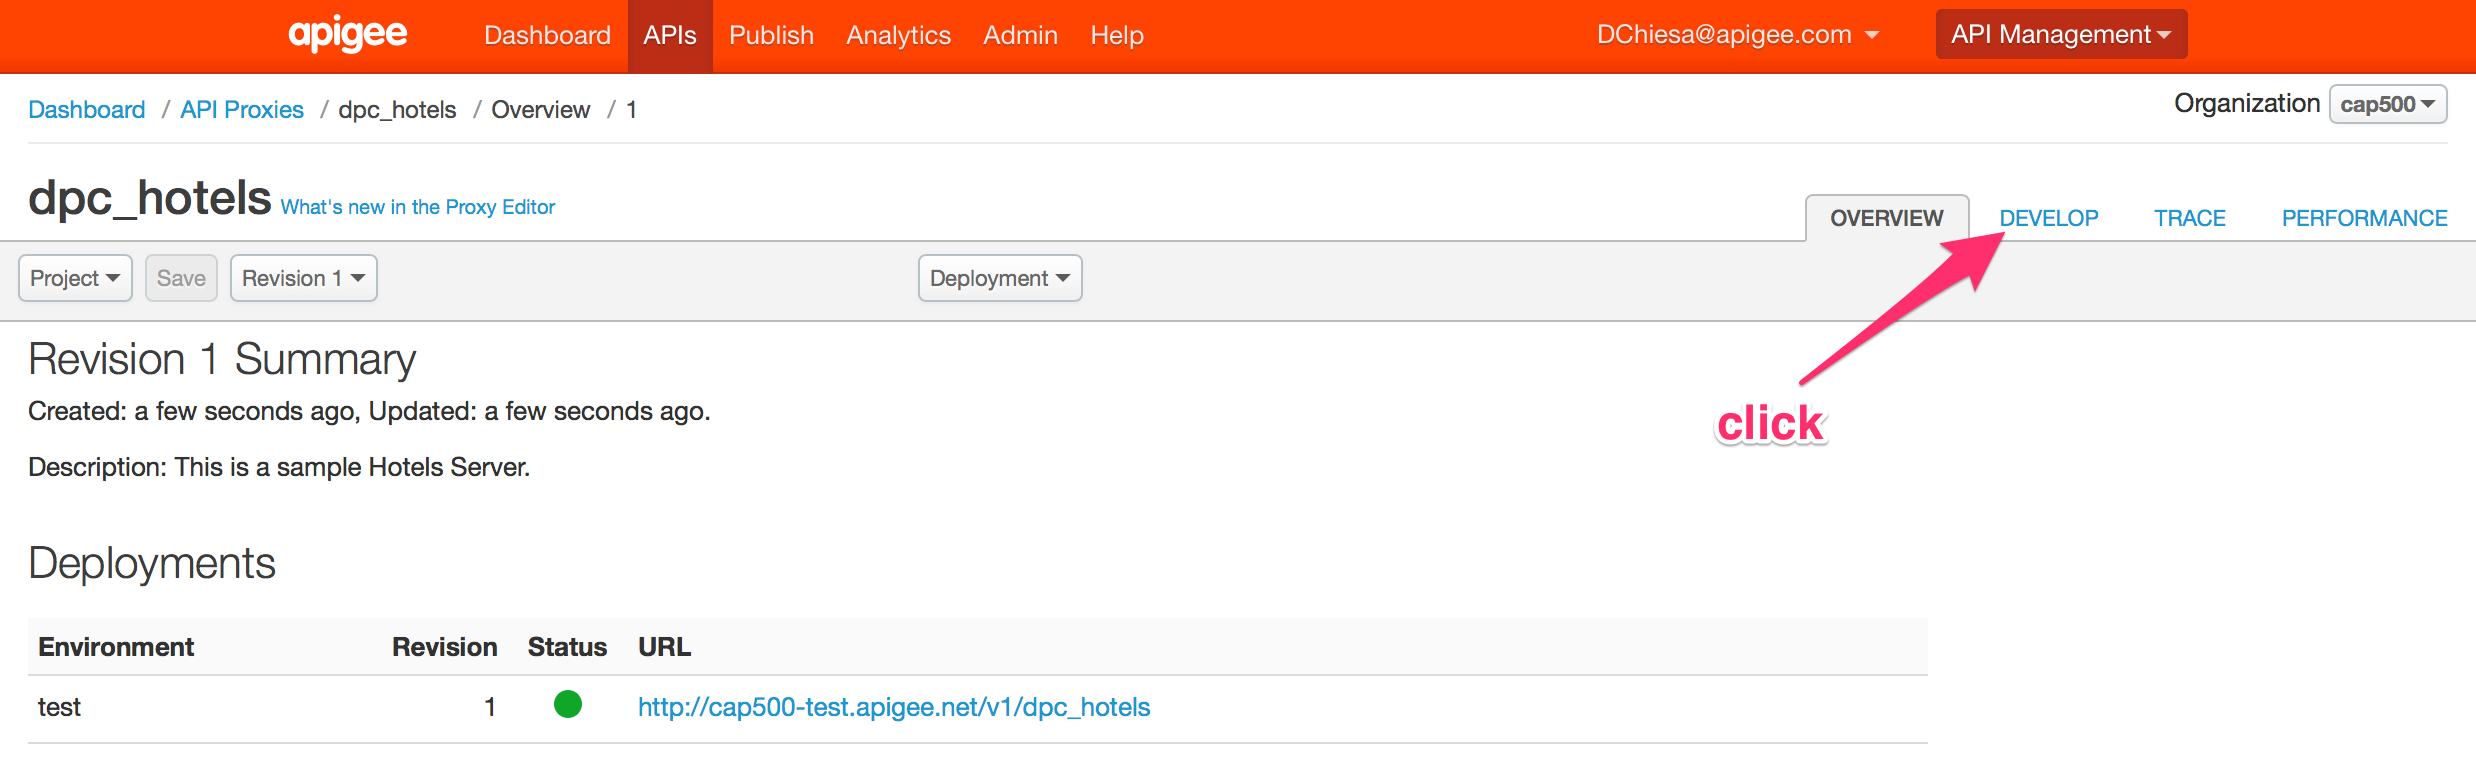 apigee Dashboard APIs Publish Analytics Admin Help DChiesa@apigee.com API Management
Dashboard / API Proxies / dpc_hotels / Overview / 1 Organization cap500
dpc_hotels What's new in the Proxy Editor OVERVIEW DEVELOP TRACE PERFORMANCE
Project Save Revision 1 Deployment
Revision 1 Summary
Created: a few seconds ago, Updated: a few seconds ago.
click
Description: This is a sample Hotels Server.
Deployments
Environment Revision Status URL
test 1 http://cap500-test.apigee.net/v1/dpc_hotels